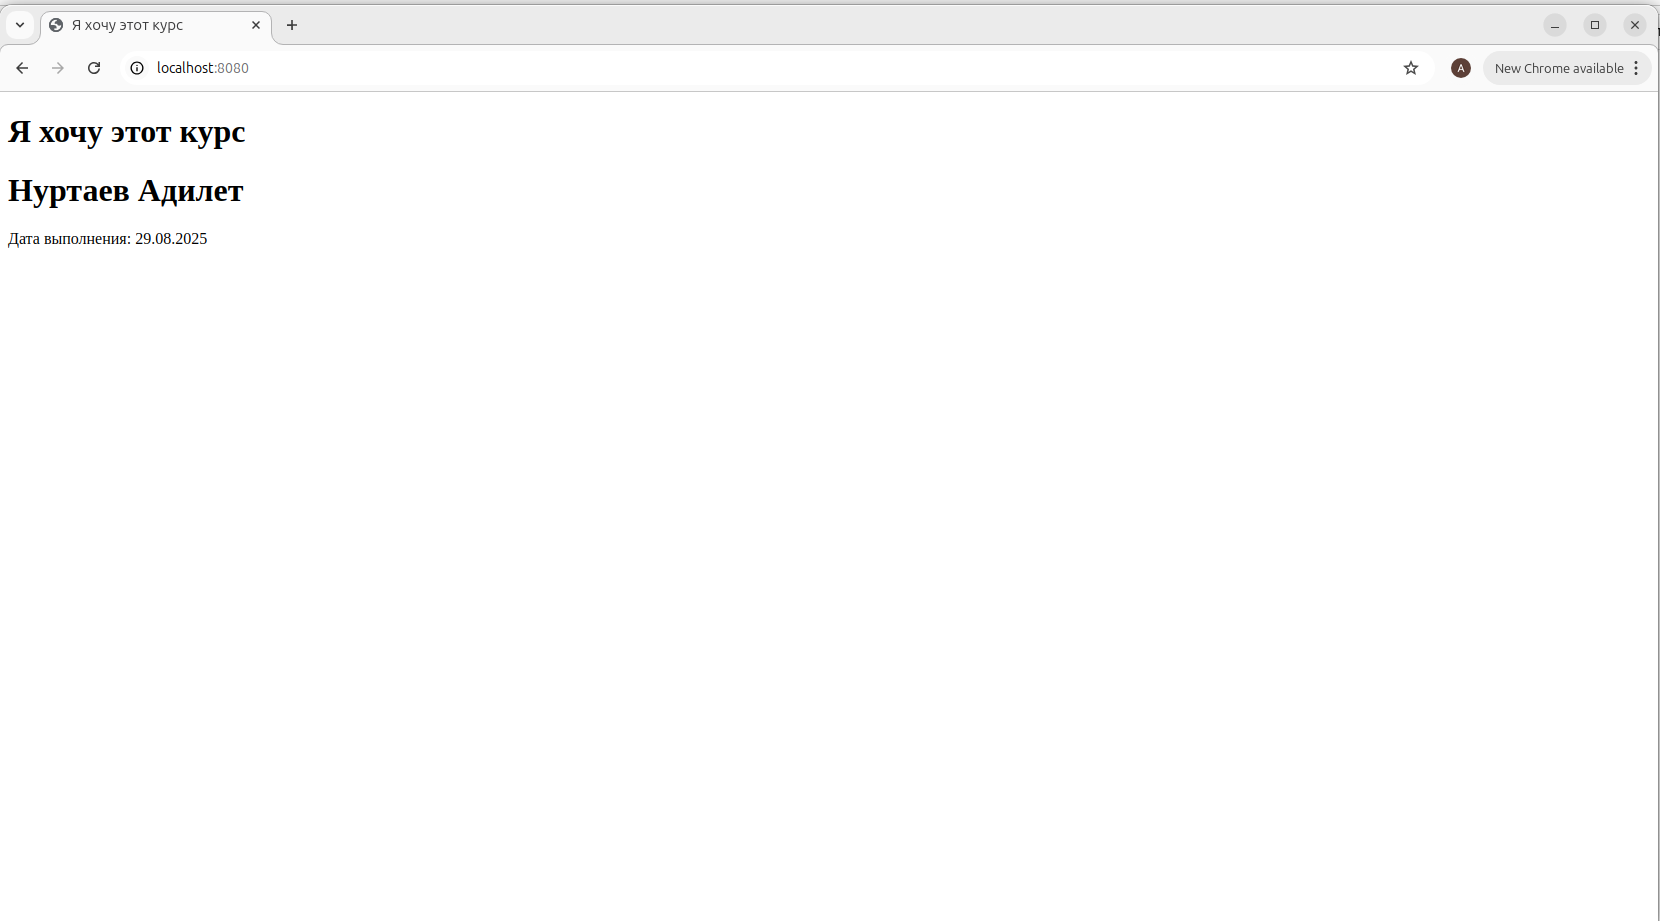 Я хочу этот курс
localhost:8080
A
New Chrome available
Я хочу этот курс
Нуртаев Адилет
Дата выполнения: 29.08.2025